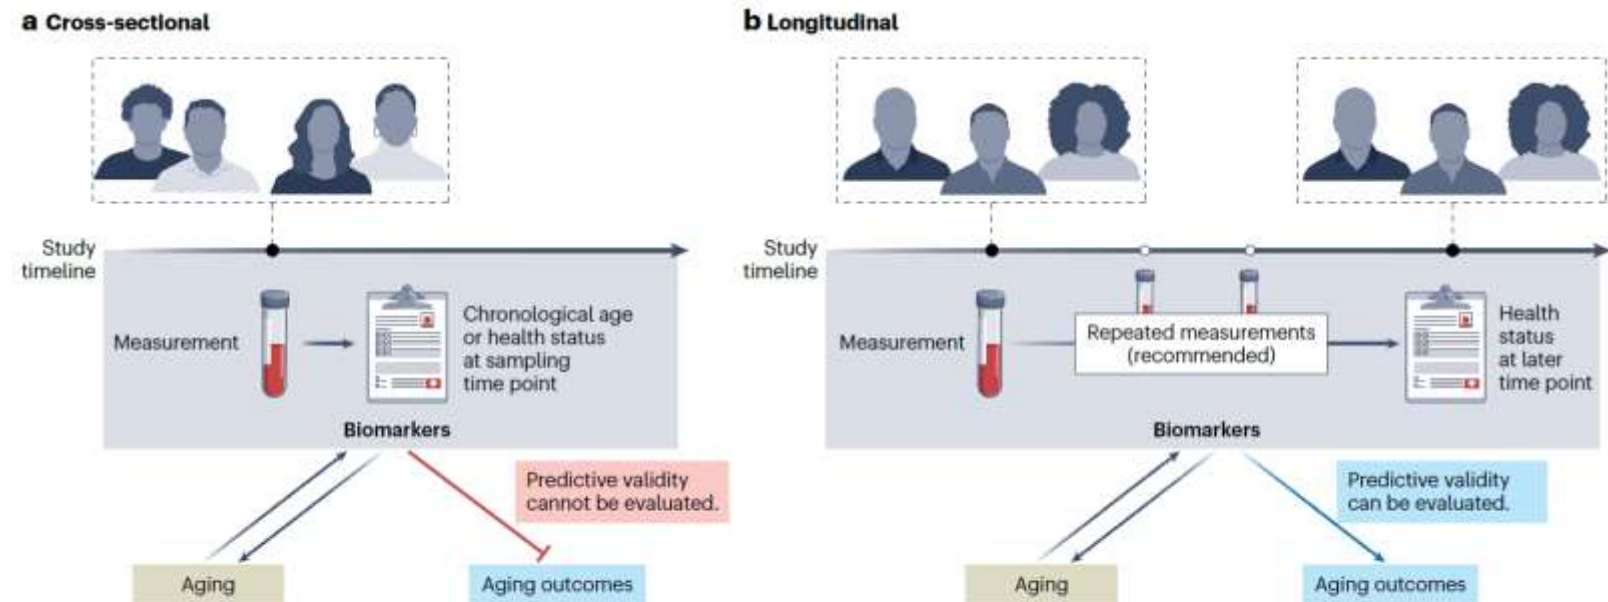 a Cross-sectional
Study
timeline
Measurement
Chronological age
or health status
at sampling
time point
Biomarkers
Predictive validity
cannot be evaluated.
Aging
Aging outcomes
b Longitudinal
Study
timeline
Measurement
Repeated measurements
(recommended)
Health
status
at later
time point
Biomarkers
Predictive validity
can be evaluated.
Aging
Aging outcomes